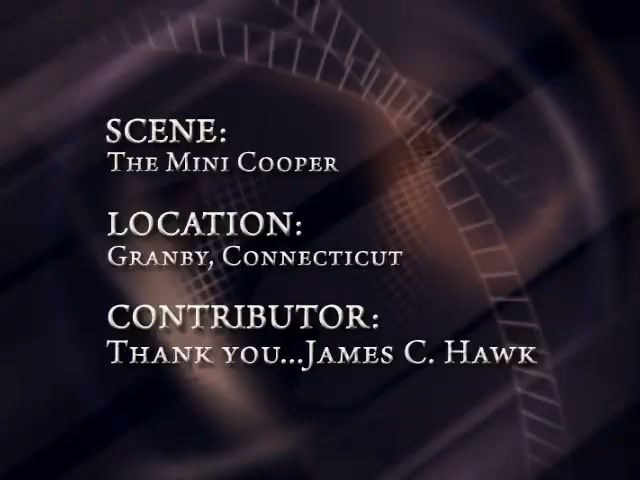 SCENE:
THE MINI COOPER
LOCATION:
GRANBY, CONNECTICUT
CONTRIBUTOR:
THANK YOU...JAMES C. HAWK